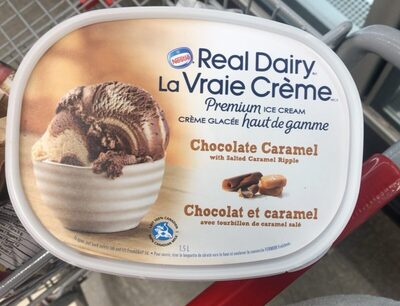 Nestlé
Real Dairy
La Vraie Crème
Premium ICE CREAM
CRÈME GLACÉE haut de gamme
Chocolate Caramel
with Salted Caramel Ripple
Chocolat et caramel
avec tourbillon de caramel salé
1.5 L